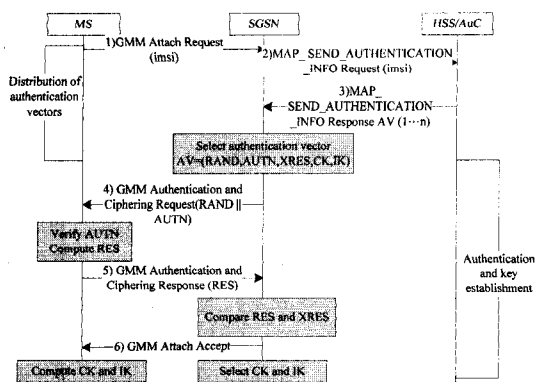 MS
SGSN
HSS/AuC
1)GMM Attach Request
(imsi)
2)MAP_ SEND_AUTHENTICATION
_INFO Request (imsi)
Distribution of
authentication
vectors
3)MAP_
SEND_AUTHENTICATION
_INFO Response AV (1···n)
Select authentication vector
AV=(RAND,AUTN,XRES,CK,IK)
4) GMM Authentication and
Ciphering Request(RAND ||
AUTN)
Verify AUTN
Compute RES
5) GMM Authentication and
Ciphering Response (RES)
Authentication
and key
establishment
Compare RES and XRES
6) GMM Attach Accept
Compute CK and IK
Select CK and IK